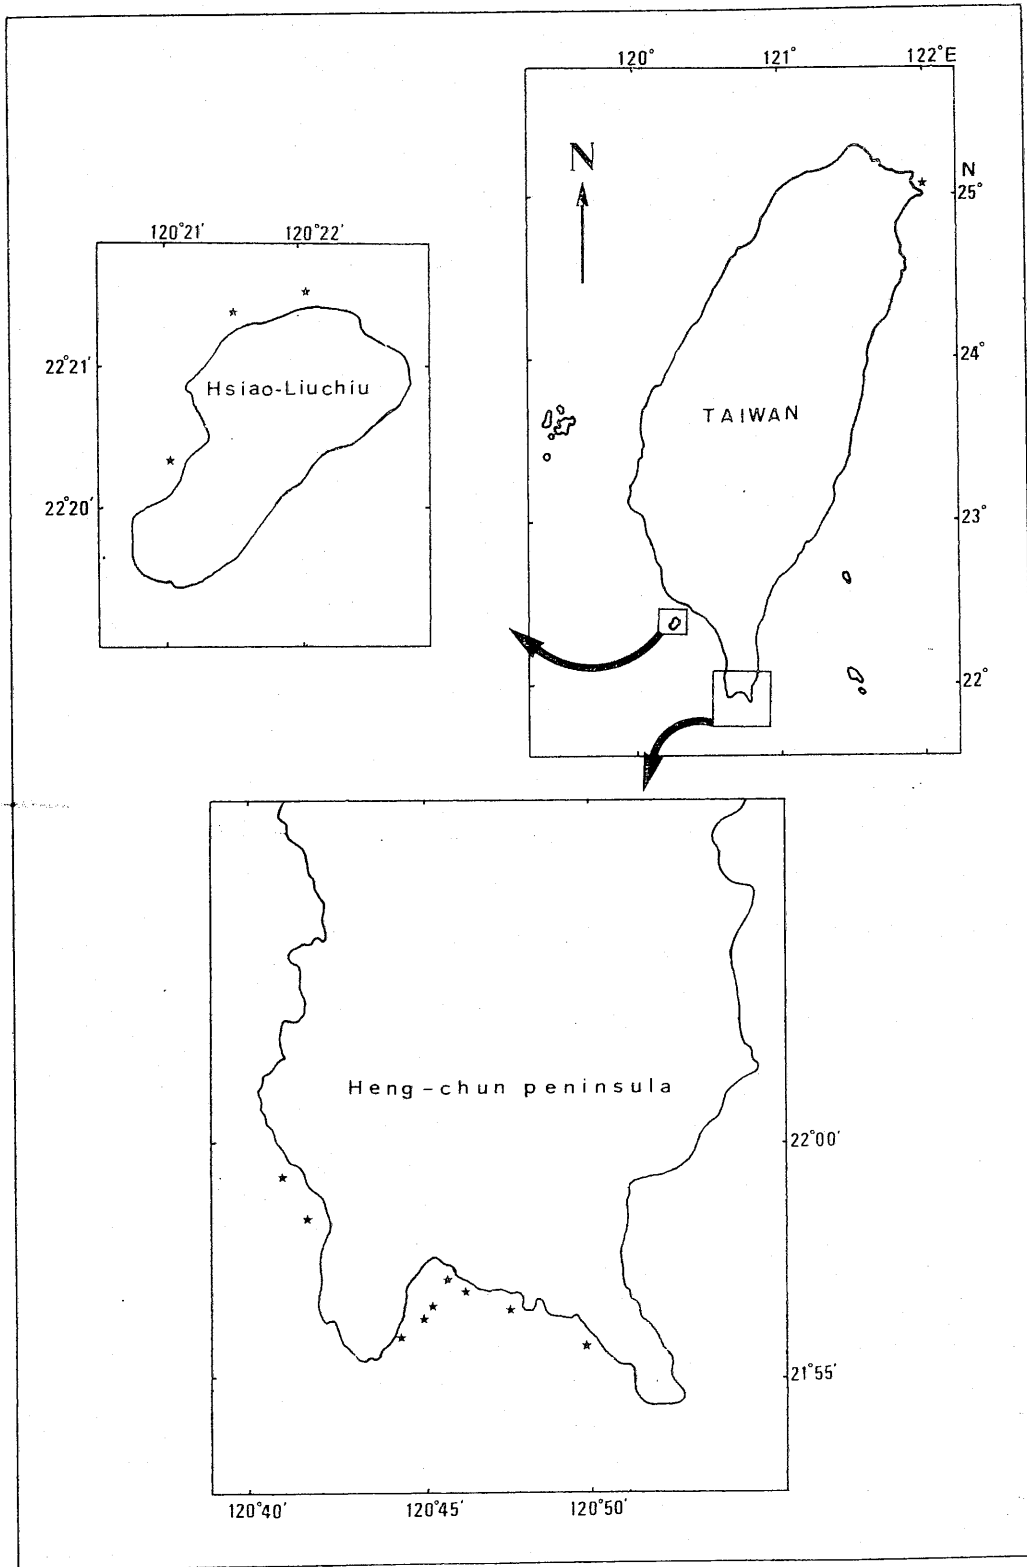 120° 121° 122°E
N
N
25°
120°21′ 120°22′
24°
22°21′
Hsiao-Liuchiu
TAIWAN
22°20′
23°
22°
Heng-chun peninsula
22°00′
21°55′
120°40′ 120°45′ 120°50′